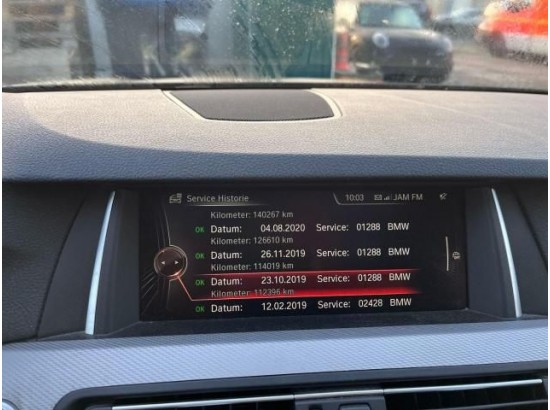 Service Historie 10:03 JAM FM
Kilometer: 140267 km
OK Datum: 04.08.2020 Service: 01288 BMW
Kilometer: 126610 km
OK Datum: 26.11.2019 Service: 01288 BMW
Kilometer: 114019 km
OK Datum: 23.10.2019 Service: 01288 BMW
Kilometer: 112396 km
OK Datum: 12.02.2019 Service: 02428 BMW